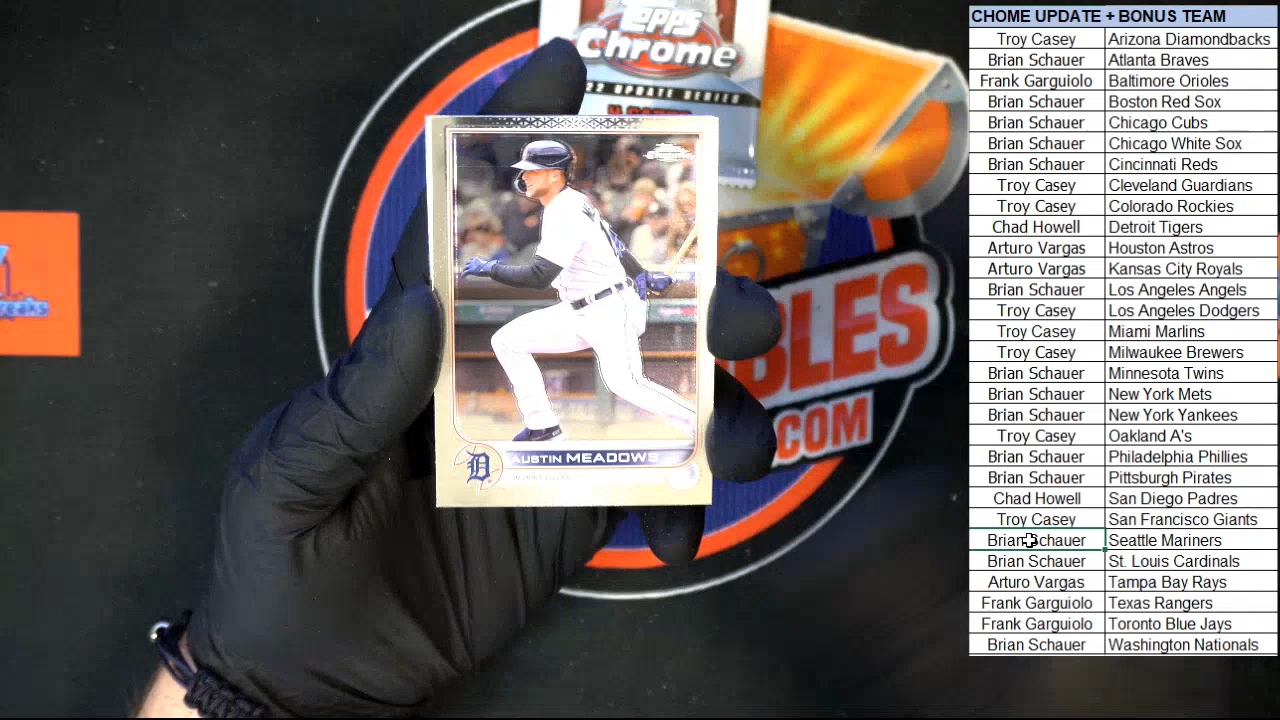 Topps
Chrome
22 UPDATE SERIES
4 CARDS
AUSTIN MEADOWS
D
BLES
.COM
eaks
CHOME UPDATE + BONUS TEAM
Troy Casey Arizona Diamondbacks
Brian Schauer Atlanta Braves
Frank Garguiolo Baltimore Orioles
Brian Schauer Boston Red Sox
Brian Schauer Chicago Cubs
Brian Schauer Chicago White Sox
Brian Schauer Cincinnati Reds
Troy Casey Cleveland Guardians
Troy Casey Colorado Rockies
Chad Howell Detroit Tigers
Arturo Vargas Houston Astros
Arturo Vargas Kansas City Royals
Brian Schauer Los Angeles Angels
Troy Casey Los Angeles Dodgers
Troy Casey Miami Marlins
Troy Casey Milwaukee Brewers
Brian Schauer Minnesota Twins
Brian Schauer New York Mets
Brian Schauer New York Yankees
Troy Casey Oakland A's
Brian Schauer Philadelphia Phillies
Brian Schauer Pittsburgh Pirates
Chad Howell San Diego Padres
Troy Casey San Francisco Giants
Brian Schauer Seattle Mariners
Brian Schauer St. Louis Cardinals
Arturo Vargas Tampa Bay Rays
Frank Garguiolo Texas Rangers
Frank Garguiolo Toronto Blue Jays
Brian Schauer Washington Nationals